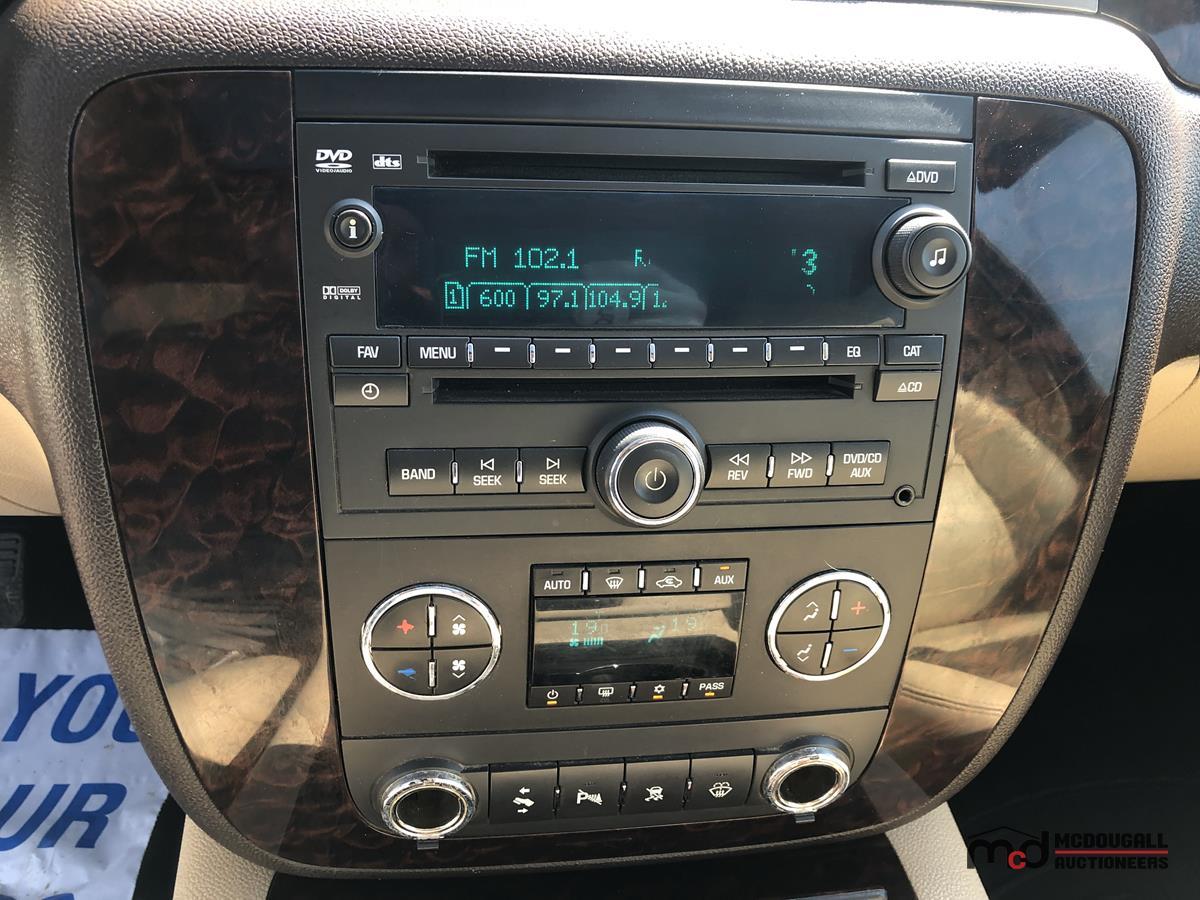 DVD
VIDEO/AUDIO
dts
DVD
i
FM 102.1
3
DOLBY
DIGITAL
1 600 97.1 104.9
FAV
MENU
EQ
CAT
CD
BAND
SEEK
SEEK
REV
FWD
DVD/CD
AUX
AUTO
AUX
19
19
PASS
YOU
UR
mcd
MCDOUGALL
AUCTIONEERS